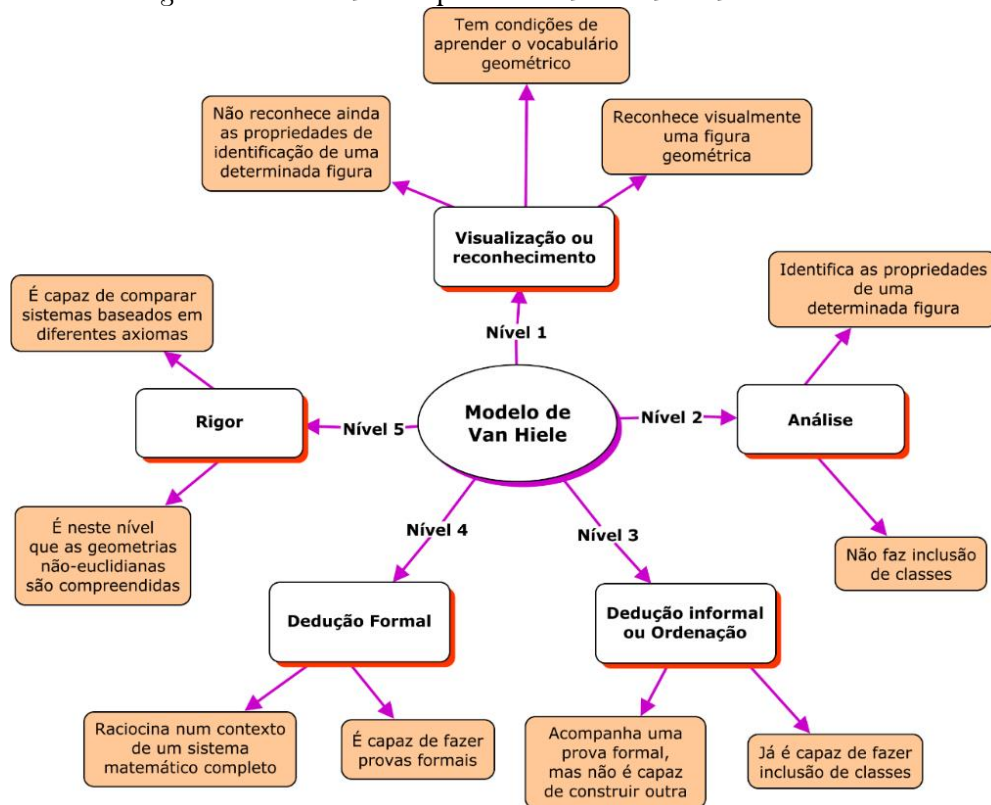 Tem condições de
aprender o vocabulário
geométrico
Não reconhece ainda
as propriedades de
identificação de uma
determinada figura
Reconhece visualmente
uma figura
geométrica
Visualização ou
reconhecimento
Identifica as propriedades
de uma
determinada figura
É capaz de comparar
sistemas baseados em
diferentes axiomas
Nível 1
Rigor
Nível 5
Modelo de
Van Hiele
Nível 2
Análise
É neste nível
que as geometrias
não-euclidianas
são compreendidas
Nível 4
Nível 3
Não faz inclusão
de classes
Dedução Formal
Dedução informal
ou Ordenação
Raciocina num contexto
de um sistema
matemático completo
É capaz de fazer
provas formais
Acompanha uma
prova formal,
mas não é capaz
de construir outra
Já é capaz de fazer
inclusão de classes